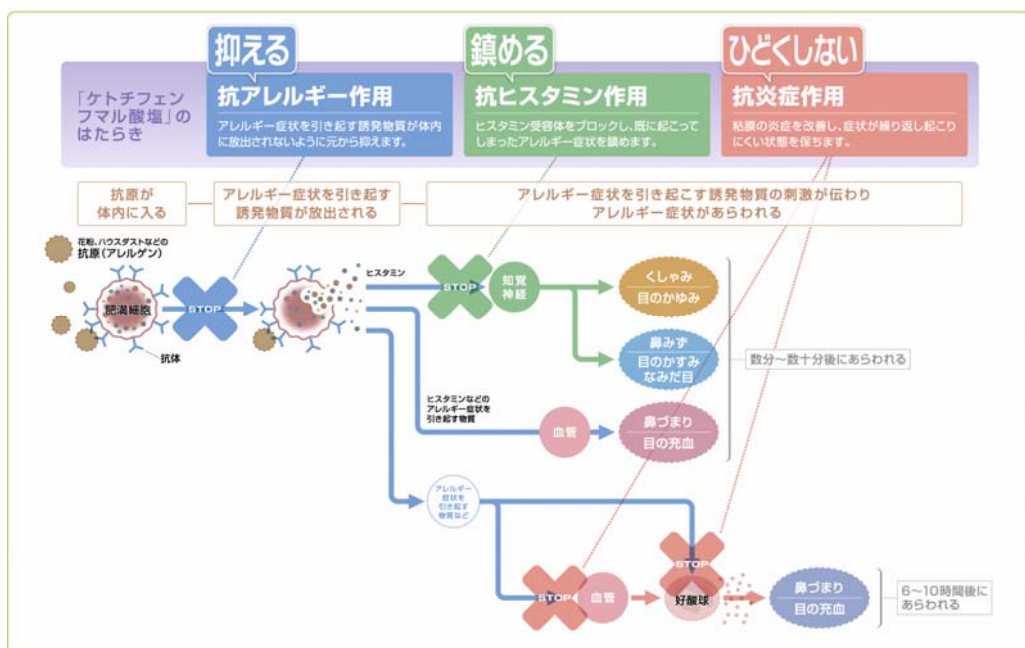 抑える
鎮める
ひどくしない
「ケトチフェン
フマル酸塩」の
はたらき
抗アレルギー作用
アレルギー症状を引き起す誘発物質が体内
に放出されないように元から抑えます。
抗ヒスタミン作用
ヒスタミン受容体をブロックし、既に起こって
しまったアレルギー症状を鎮めます。
抗炎症作用
粘膜の炎症を改善し、症状が繰り返し起こり
にくい状態を保ちます。
抗原が
体内に入る
アレルギー症状を引き起す
誘発物質が放出される
アレルギー症状を引き起こす誘発物質の刺激が伝わり
アレルギー症状があらわれる
花粉、ハウスダストなどの
抗原(アレルゲン)
肥満細胞
STOP
抗体
ヒスタミン
STOP
知覚
神経
くしゃみ
目のかゆみ
鼻みず
目のかすみ
なみだ目
数分～数十分後にあらわれる
ヒスタミンなどの
アレルギー症状を
引き起す物質
血管
鼻づまり
目の充血
アレルギー
症状を
引き起す
物質など
STOP
血管
STOP
好酸球
鼻づまり
目の充血
6～10時間後に
あらわれる